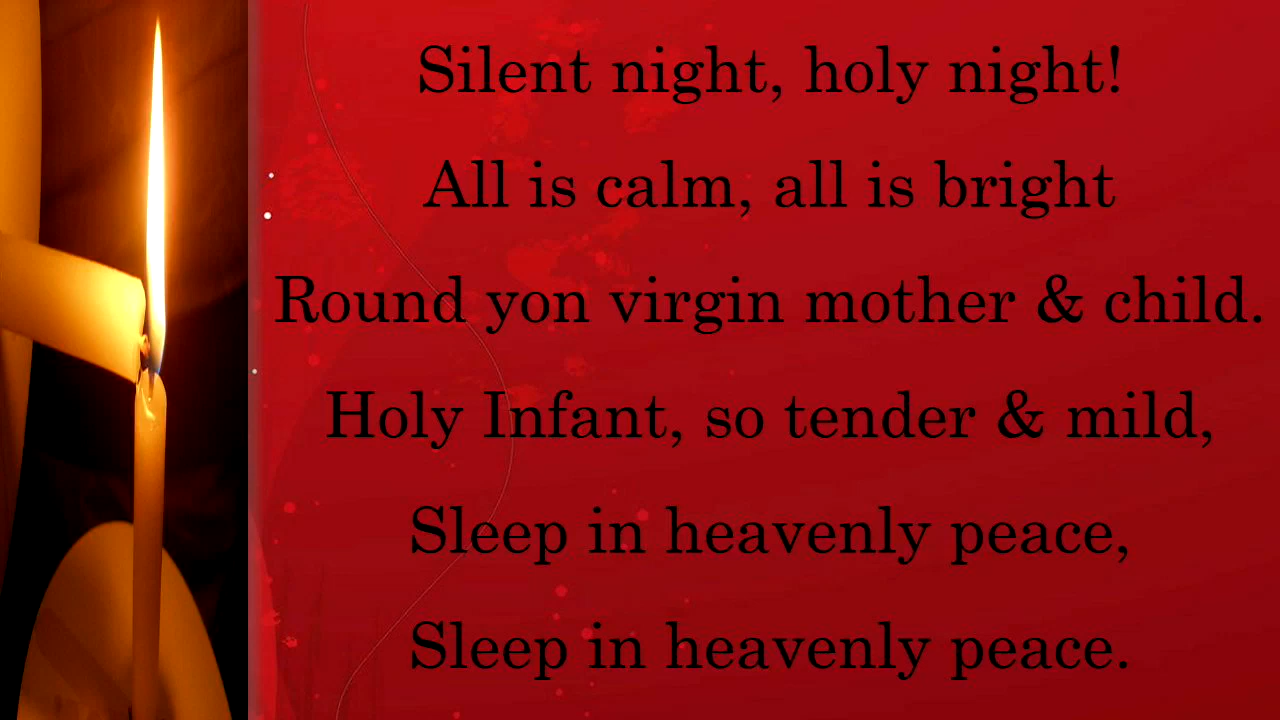 Silent night, holy night!
All is calm, all is bright
Round yon virgin mother & child.
Holy Infant, so tender & mild,
Sleep in heavenly peace,
Sleep in heavenly peace.